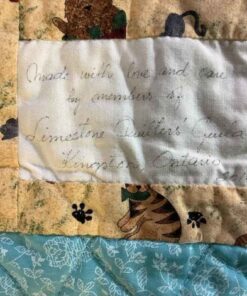 made with love and care
by members of
Limestone Quilters' Guild
Kingston, Ontario